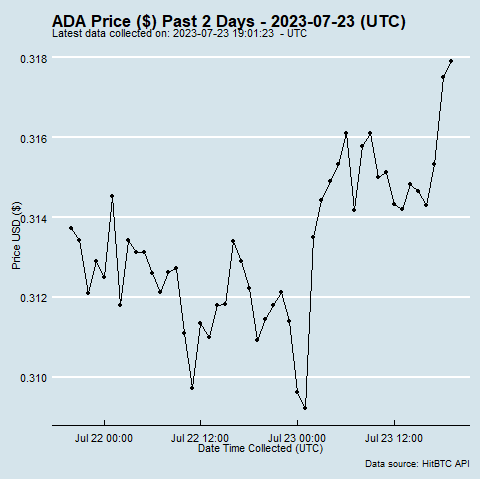 ADA Price ($) Past 2 Days - 2023-07-23 (UTC)
Latest data collected on: 2023-07-23 19:01:23  - UTC
0.318
0.316
0.314
0.312
0.310
Price USD ($)
Jul 22 00:00 Jul 22 12:00 Jul 23 00:00 Jul 23 12:00
Date Time Collected (UTC)
Data source: HitBTC API